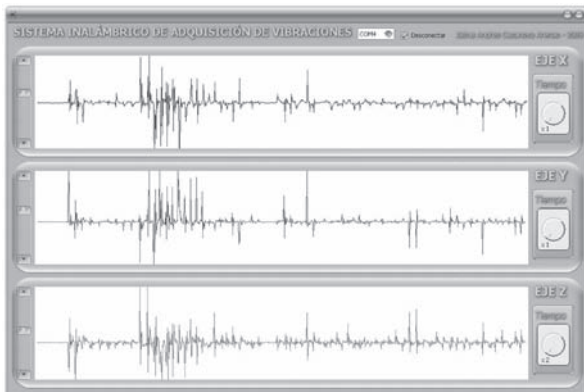 SISTEMA INALÁMBRICO DE ADQUISICIÓN DE VIBRACIONES COM4 Desconectar
EJE X
Tiempo
x1
EJE Y
Tiempo
x1
EJE Z
Tiempo
x2